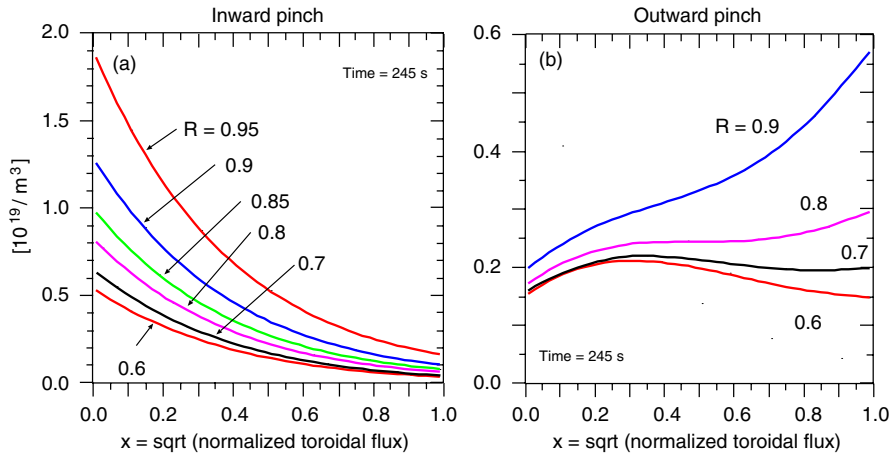 Inward pinch
Outward pinch
(a)
Time = 245 s
R = 0.95
0.9
0.85
0.8
0.7
0.6
2.0
1.5
1.0
0.5
0.0
[10 19/ m3]
0.0 0.2 0.4 0.6 0.8 1.0
x = sqrt (normalized toroidal flux)
(b)
R = 0.9
0.8
0.7
0.6
Time = 245 s
0.6
0.4
0.2
0.0
0.0 0.2 0.4 0.6 0.8 1.0
x = sqrt (normalized toroidal flux)